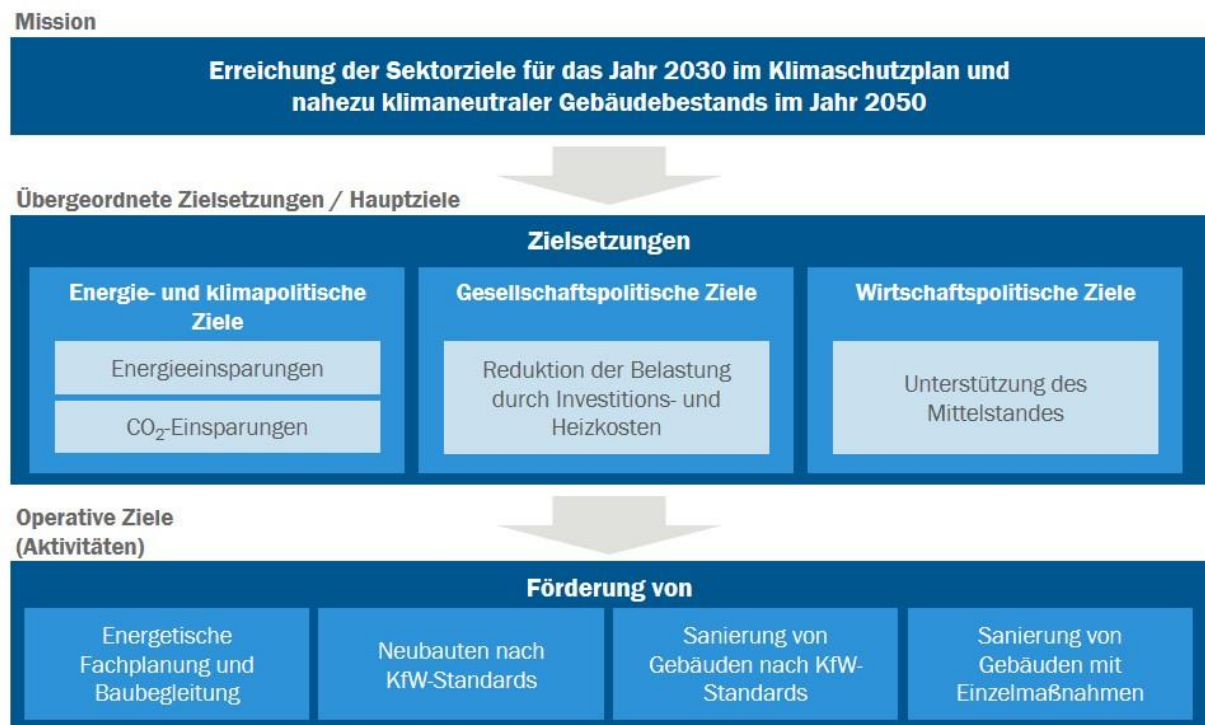 Mission
Erreichung der Sektorziele für das Jahr 2030 im Klimaschutzplan und
nahezu klimaneutraler Gebäudebestands im Jahr 2050
Übergeordnete Zielsetzungen / Hauptziele
Zielsetzungen
Energie- und klimapolitische
Ziele
Energieeinsparungen
CO₂-Einsparungen
Gesellschaftspolitische Ziele
Reduktion der Belastung
durch Investitions- und
Heizkosten
Wirtschaftspolitische Ziele
Unterstützung des
Mittelstandes
Operative Ziele
(Aktivitäten)
Förderung von
Energetische
Fachplanung und
Baubegleitung
Neubauten nach
KfW-Standards
Sanierung von
Gebäuden nach KfW-
Standards
Sanierung von
Gebäuden mit
Einzelmaßnahmen